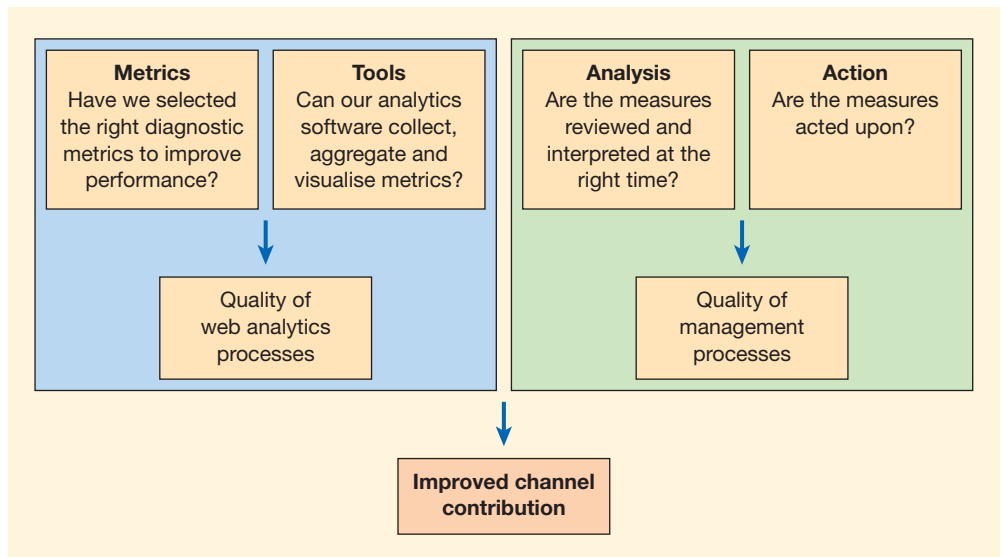 Metrics
Have we selected
the right diagnostic
metrics to improve
performance?
Tools
Can our analytics
software collect,
aggregate and
visualise metrics?
Quality of
web analytics
processes
Analysis
Are the measures
reviewed and
interpreted at the
right time?
Action
Are the measures
acted upon?
Quality of
management
processes
Improved channel
contribution